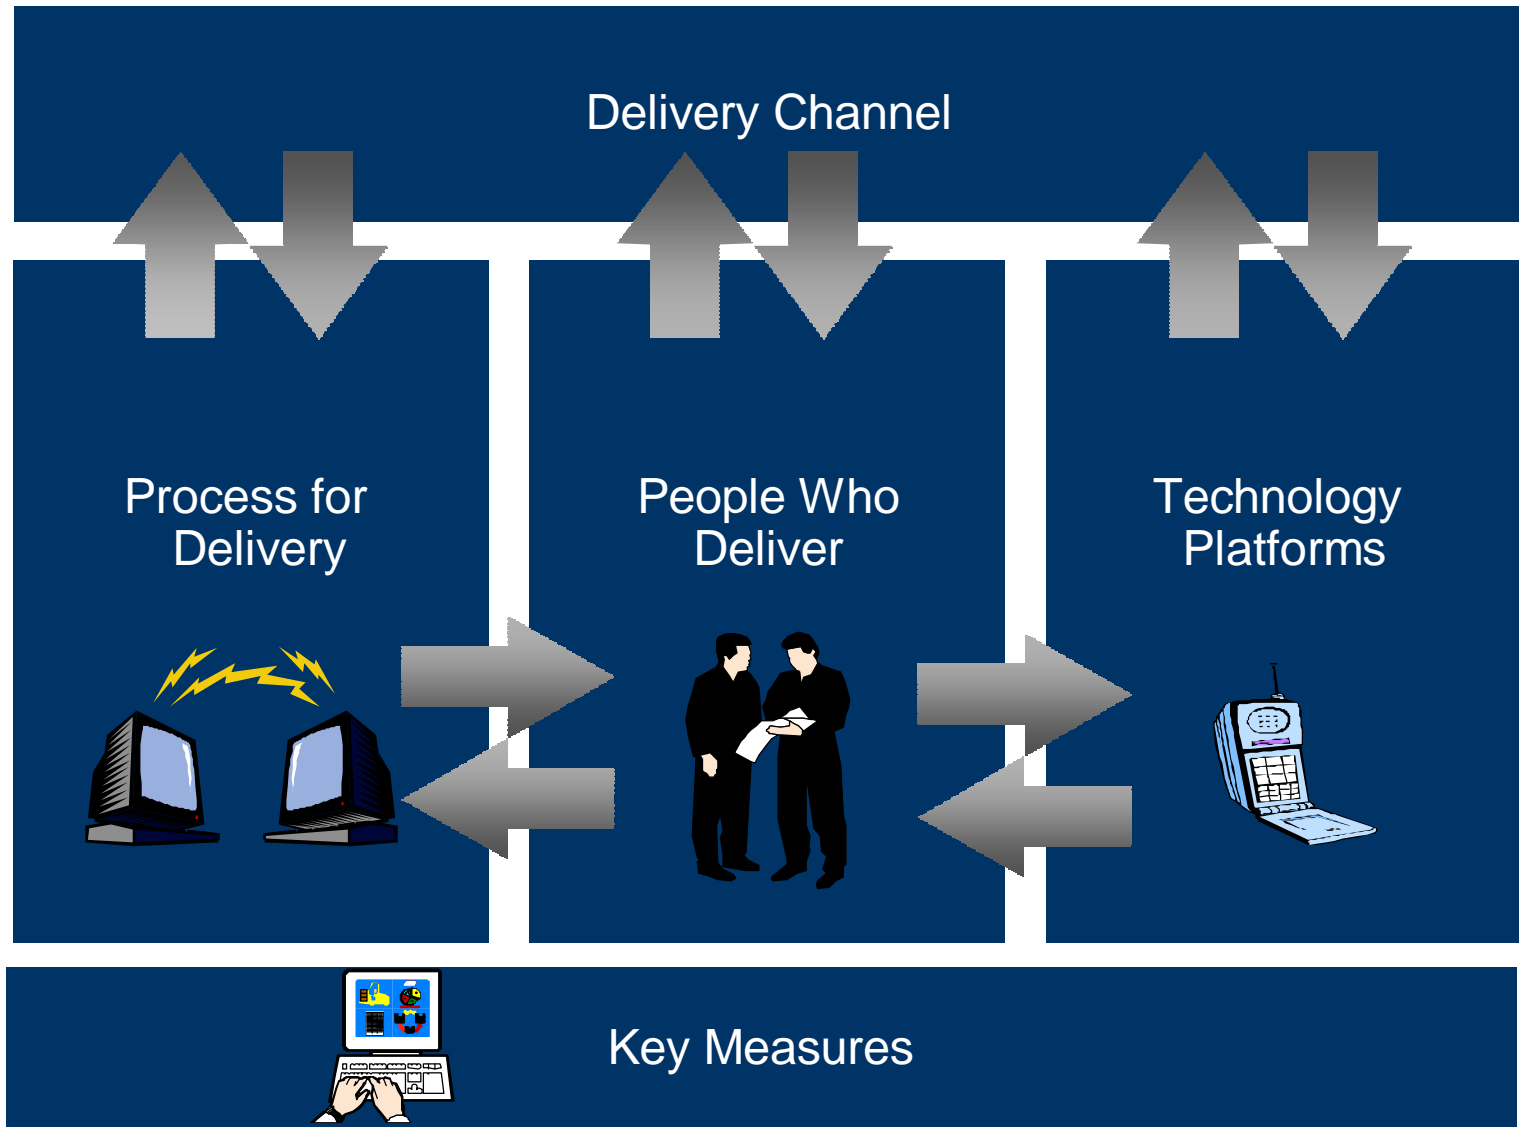 Delivery Channel
Process for
Delivery
People Who
Deliver
Technology
Platforms
Key Measures